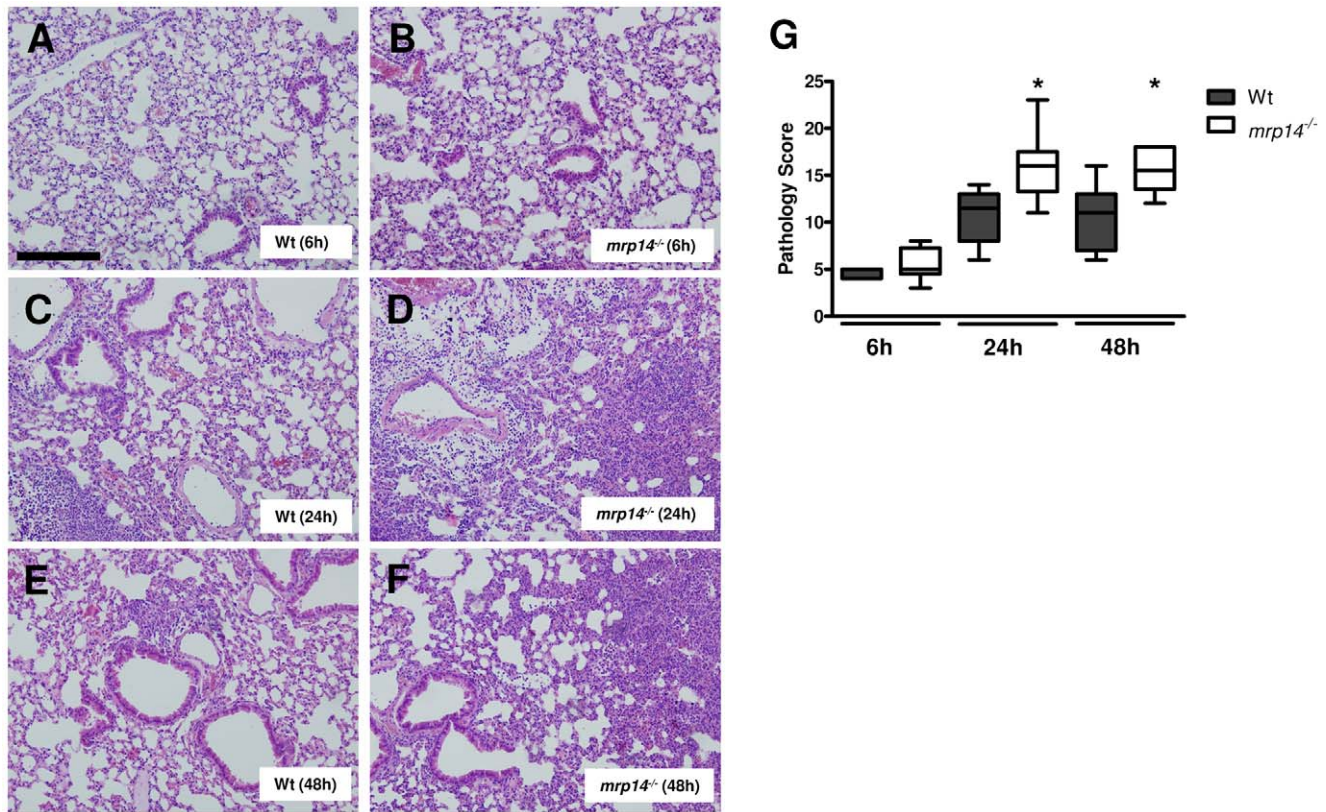 A
Wt (6h)
B
mrp14-/- (6h)
C
Wt (24h)
D
mrp14-/- (24h)
E
Wt (48h)
F
mrp14-/- (48h)
G
Pathology Score
25
20
15
10
5
0
* *
6h 24h 48h
Wt
mrp14-/-